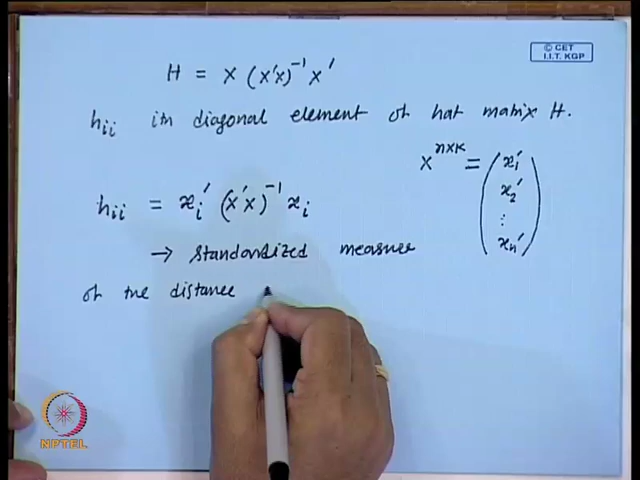 © CET
I.I.T. KGP
H = X (X'X)⁻¹ X'
hᵢᵢ ith diagonal element of hat matrix H.
X^{n×k} = (x₁' x₂' : xₙ')
hᵢᵢ = xᵢ' (X'X)⁻¹ xᵢ
→ standardized measure
of the distance
NPTEL